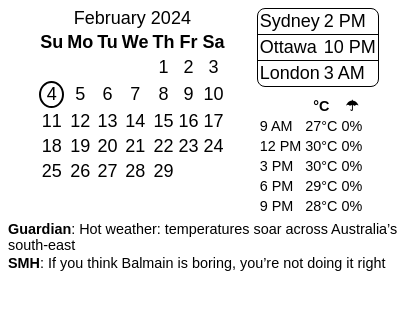 February 2024
Su Mo Tu We Th Fr Sa
1 2 3
4 5 6 7 8 9 10
11 12 13 14 15 16 17
18 19 20 21 22 23 24
25 26 27 28 29
Sydney 2 PM
Ottawa 10 PM
London 3 AM
°C ☂
9 AM 27°C 0%
12 PM 30°C 0%
3 PM 30°C 0%
6 PM 29°C 0%
9 PM 28°C 0%
Guardian: Hot weather: temperatures soar across Australia’s
south-east
SMH: If you think Balmain is boring, you’re not doing it right